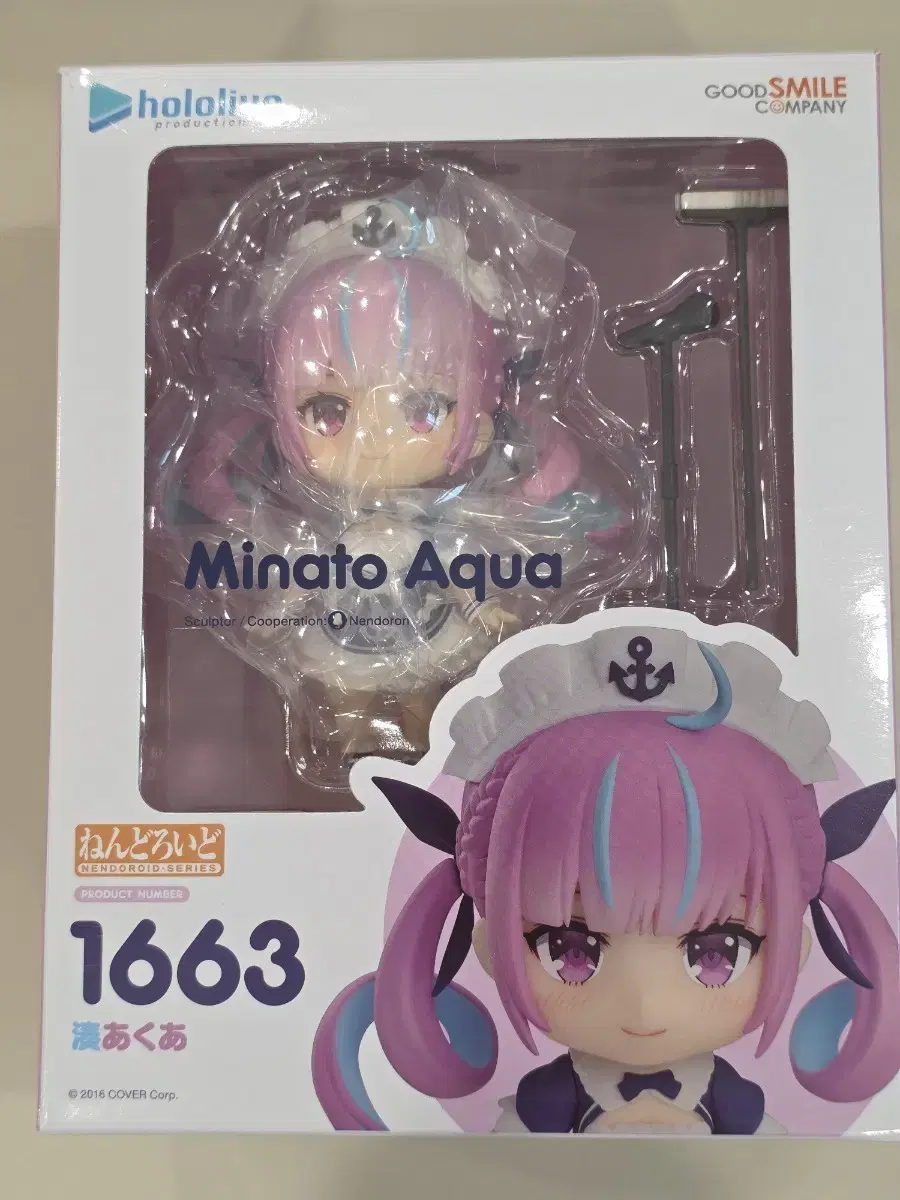 hololive
production
GOOD SMILE
COMPANY
Minato Aqua
Sculptor / Cooperation: Nendoron
ねんどろいど
NENDOROID·SERIES
PRODUCT NUMBER
1663
湊あくあ
© 2016 COVER Corp.